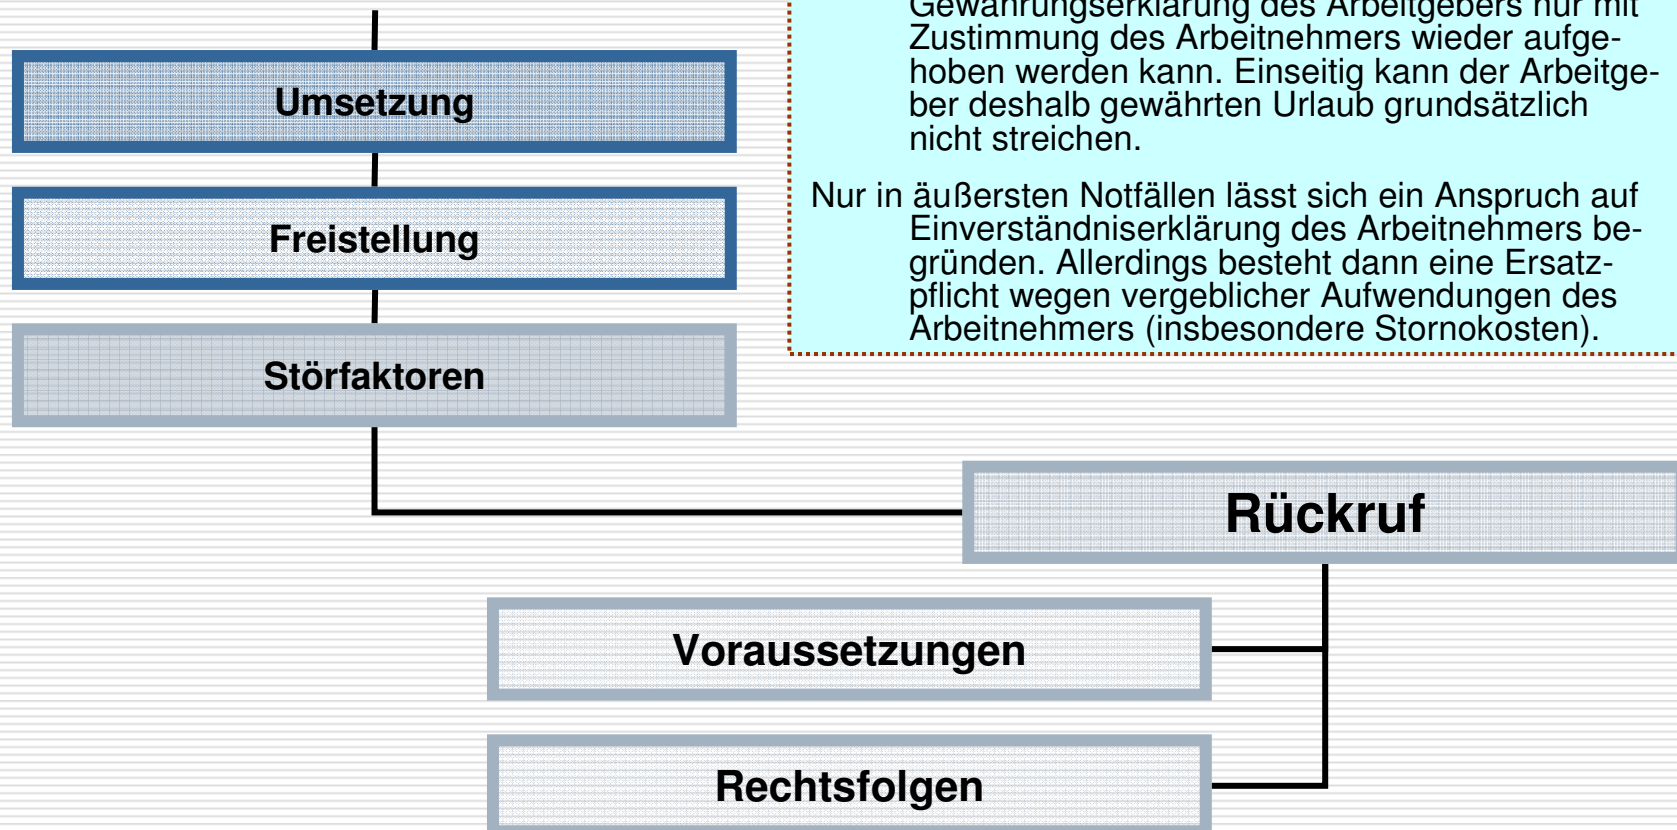 Gewährungserklärung des Arbeitgebers nur mit
Zustimmung des Arbeitnehmers wieder aufge-
hoben werden kann. Einseitig kann der Arbeitge-
ber deshalb gewährten Urlaub grundsätzlich
nicht streichen.
Nur in äußersten Notfällen lässt sich ein Anspruch auf
Einverständniserklärung des Arbeitnehmers be-
gründen. Allerdings besteht dann eine Ersatz-
pflicht wegen vergeblicher Aufwendungen des
Arbeitnehmers (insbesondere Stornokosten).
Umsetzung
Freistellung
Störfaktoren
Rückruf
Voraussetzungen
Rechtsfolgen